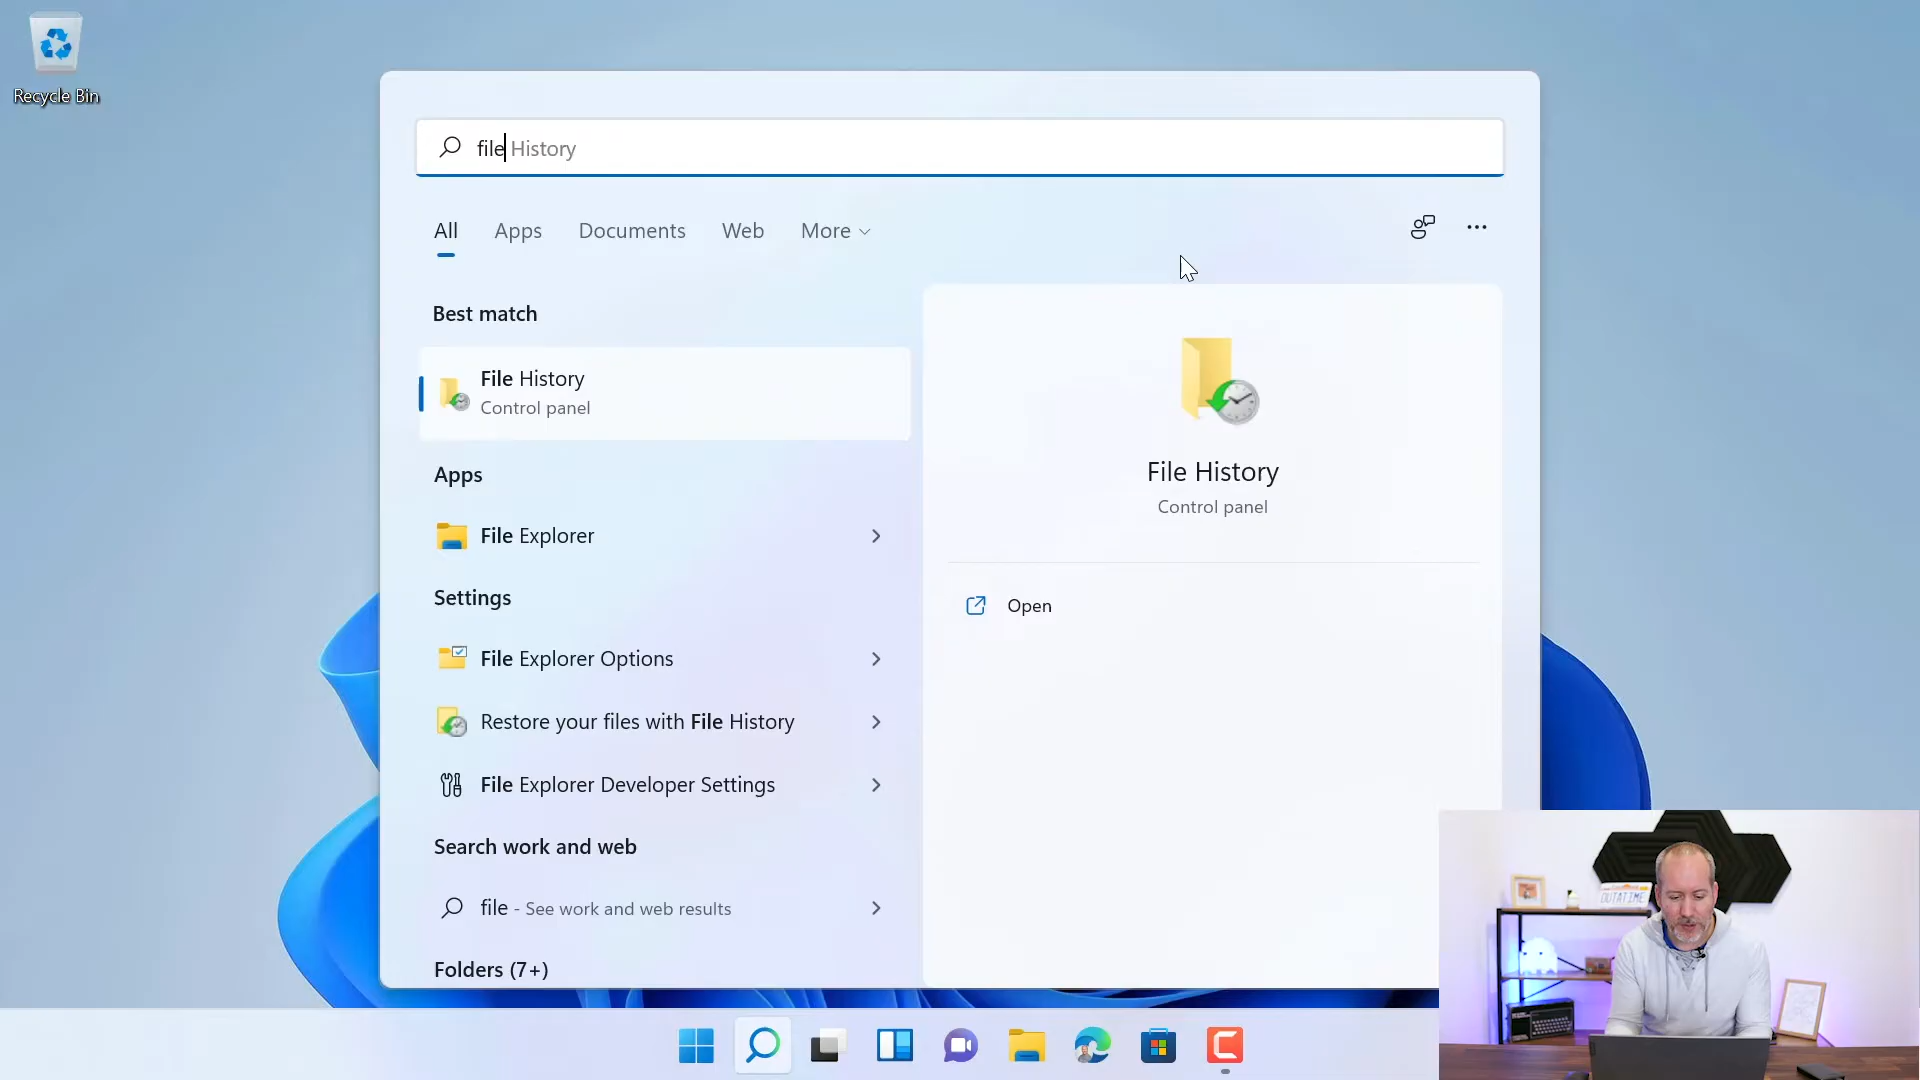 Recycle Bin
file History
All Apps Documents Web More
Best match
File History
Control panel
Apps
File Explorer
Settings
File Explorer Options
Restore your files with File History
File Explorer Developer Settings
Search work and web
file - See work and web results
Folders (7+)
File History
Control panel
Open
OUTATIME